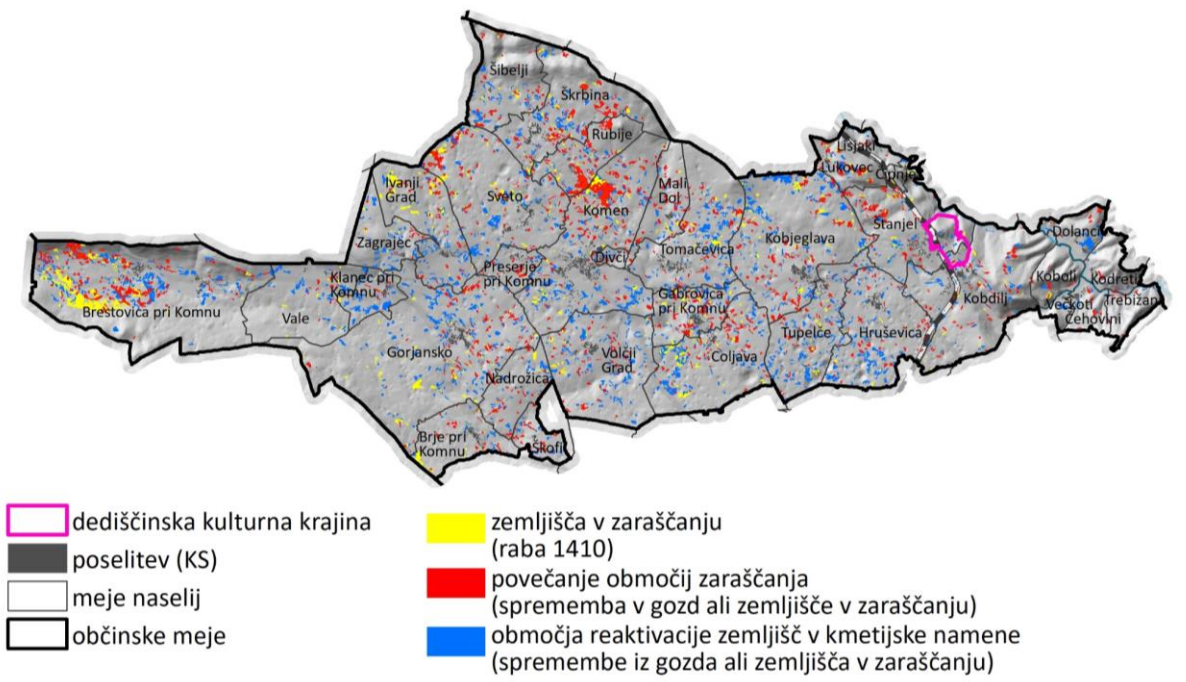 Šibelji
Škrbina
Rubije
Lisjaki
Lukovec
Čipnje
Ivanji
Grad
Sveto
Komen
Mali
Dol
Štanjel
Dolanci
Zagrajec
Divči
Tomačevica
Kobjeglava
Klanec pri
Komnu
Preserje
pri Komnu
Koboli
Kodreti
Brestovica pri Komnu
Vale
Gabrovica
pri Komnu
Kobdilj
Večkoti
Trebižani
Čehovini
Gorjansko
Volčji
Grad
Coljava
Tupelče
Hruševica
Nadrožica
Brje pri
Komnu
Škofi
dediščinska kulturna krajina
poselitev (KS)
meje naselij
občinske meje
zemljišča v zaraščanju
(raba 1410)
povečanje območij zaraščanja
(sprememba v gozd ali zemljišče v zaraščanju)
območja reaktivacije zemljišč v kmetijske namene
(spremembe iz gozda ali zemljišča v zaraščanju)